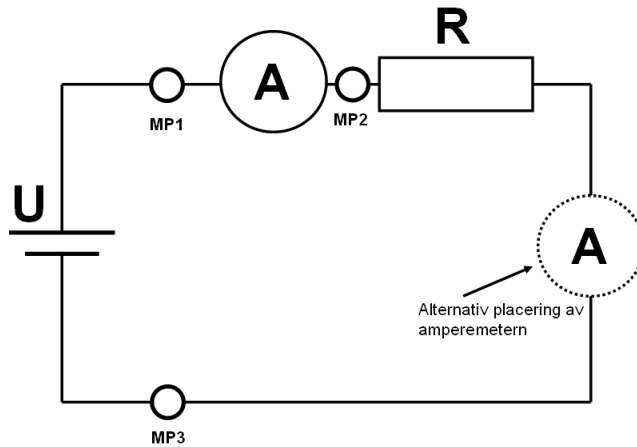 R
A
MP1
MP2
U
A
Alternativ placering av
amperemetern
MP3